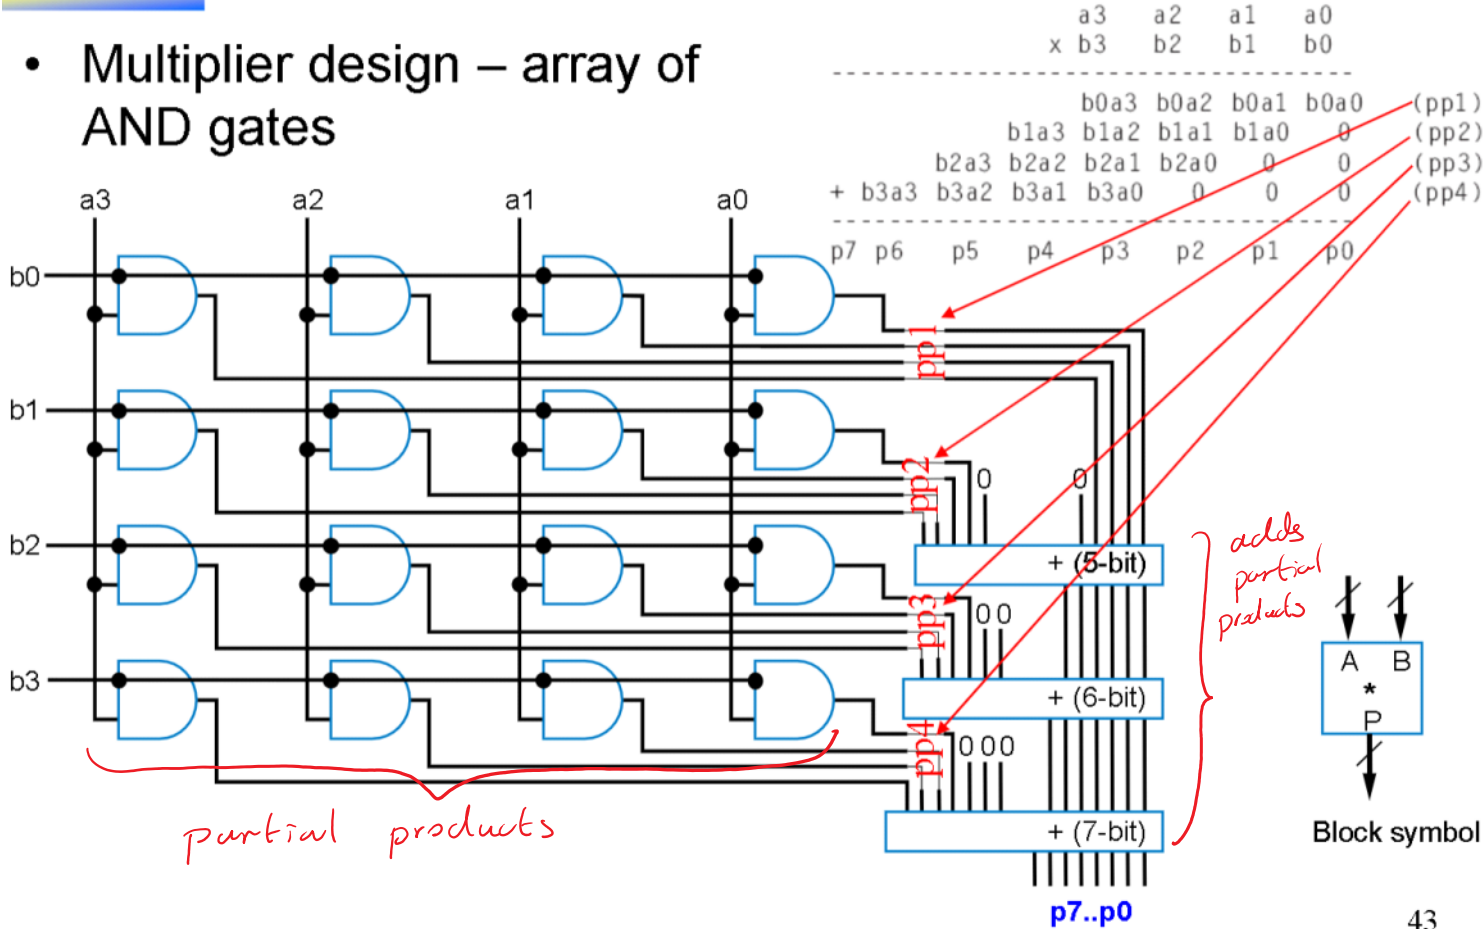 • Multiplier design – array of
AND gates
a3 a2 a1 a0
x b3 b2 b1 b0
--------------------------------
b0a3 b0a2 b0a1 b0a0 (pp1)
b1a3 b1a2 b1a1 b1a0 0 (pp2)
b2a3 b2a2 b2a1 b2a0 0 0 (pp3)
+ b3a3 b3a2 b3a1 b3a0 0 0 0 (pp4)
--------------------------------
p7 p6 p5 p4 p3 p2 p1 p0
a3 a2 a1 a0
b0
pp1
b1
pp2
0 0
b2
+ (5-bit)
pp3
0 0
b3
+ (6-bit)
pp4
0 0 0
+ (7-bit)
p7..p0
partial products
adds
partial
products
A B
*
P
Block symbol
43